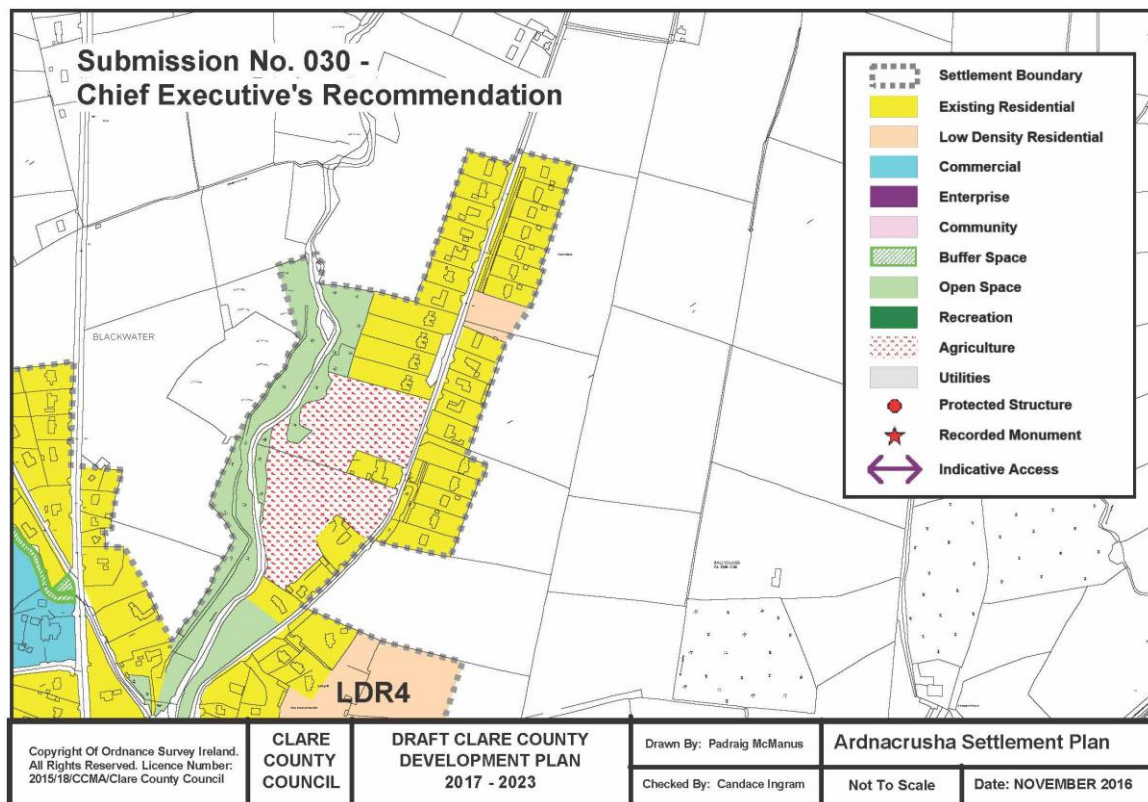 Submission No. 030 -
Chief Executive's Recommendation
BLACKWATER
LDR4
Settlement Boundary
Existing Residential
Low Density Residential
Commercial
Enterprise
Community
Buffer Space
Open Space
Recreation
Agriculture
Utilities
Protected Structure
Recorded Monument
Indicative Access
Copyright Of Ordnance Survey Ireland.
All Rights Reserved. Licence Number:
2015/18/CCMA/Clare County Council
CLARE
COUNTY
COUNCIL
DRAFT CLARE COUNTY
DEVELOPMENT PLAN
2017 - 2023
Drawn By: Padraig McManus
Checked By: Candace Ingram
Ardnacrusha Settlement Plan
Not To Scale
Date: NOVEMBER 2016